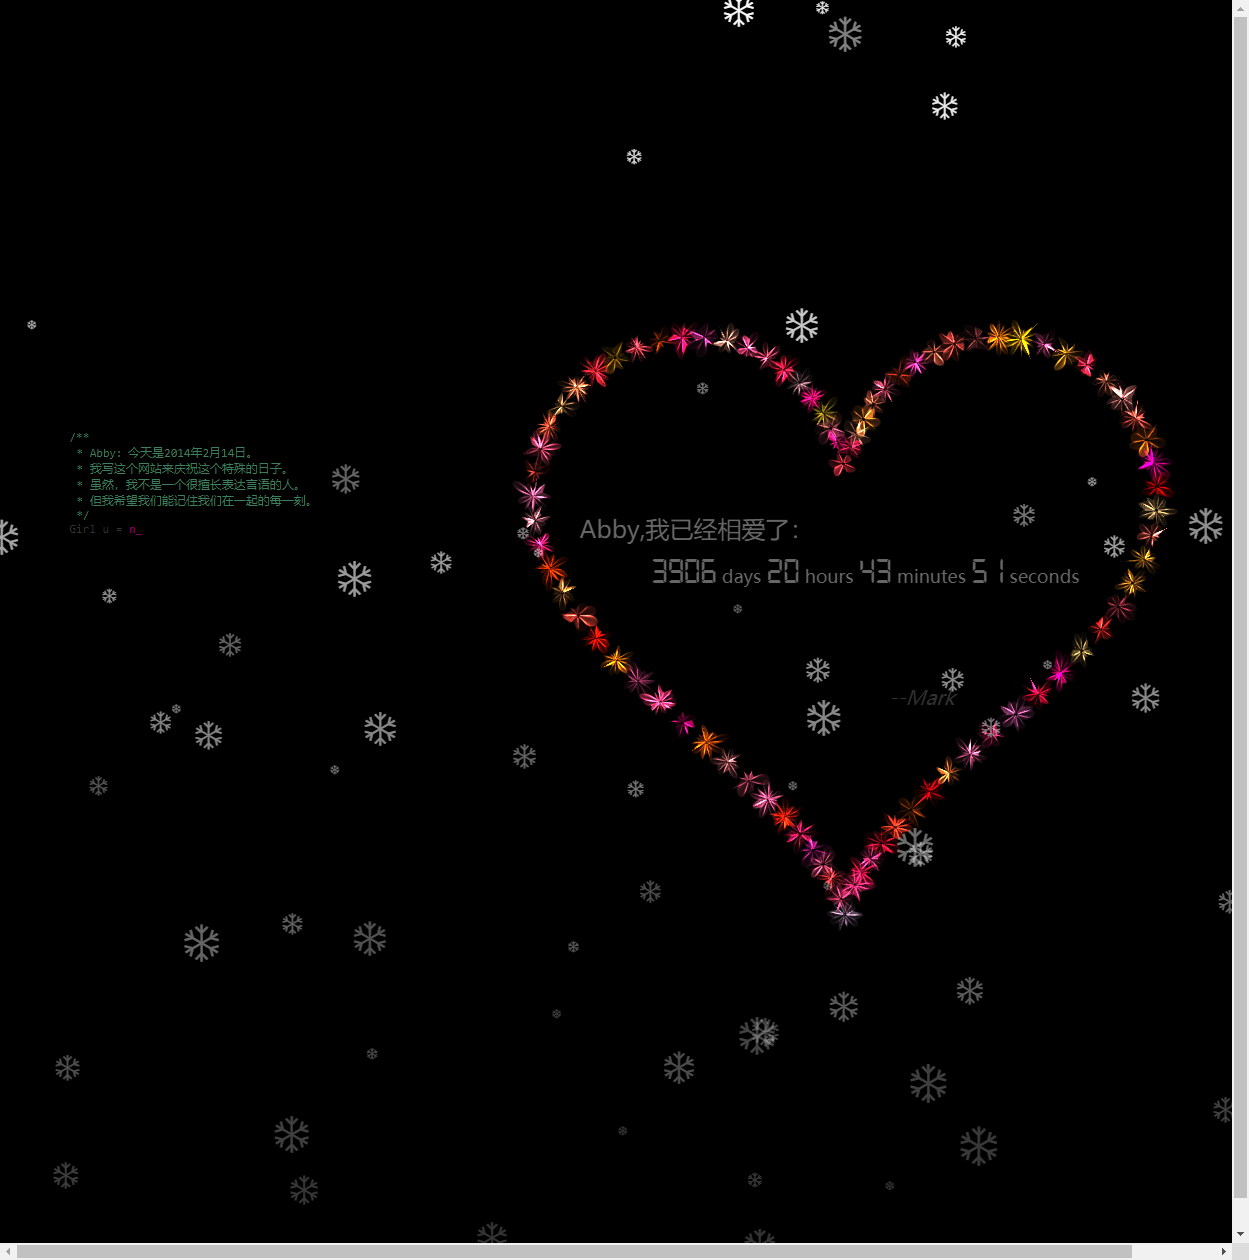 /**
* Abby: 今天是2014年2月14日。
* 我写这个网站来庆祝这个特殊的日子。
* 虽然, 我不是一个很擅长表达言语的人。
* 但我希望我们能记住我们在一起的每一刻。
*/
Girl u = n_
Abby,我已经相爱了:
3906 days 20 hours 43 minutes 51 seconds
--Mark